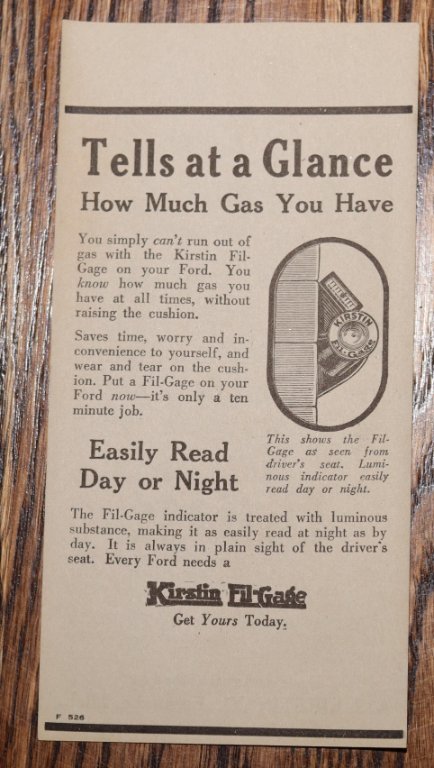 Tells at a Glance
How Much Gas You Have
You simply can't run out of
gas with the Kirstin Fil-
Gage on your Ford. You
know how much gas you
have at all times, without
raising the cushion.
Saves time, worry and in-
convenience to yourself, and
wear and tear on the cush-
ion. Put a Fil-Gage on your
Ford now—it's only a ten
minute job.
KIRSTIN
Fil-Gage
This shows the Fil-
Gage as seen from
driver's seat. Lumi-
nous indicator easily
read day or night.
Easily Read
Day or Night
The Fil-Gage indicator is treated with luminous
substance, making it as easily read at night as by
day. It is always in plain sight of the driver's
seat. Every Ford needs a
Kirstin Fil-Gage
Get Yours Today.
F 526